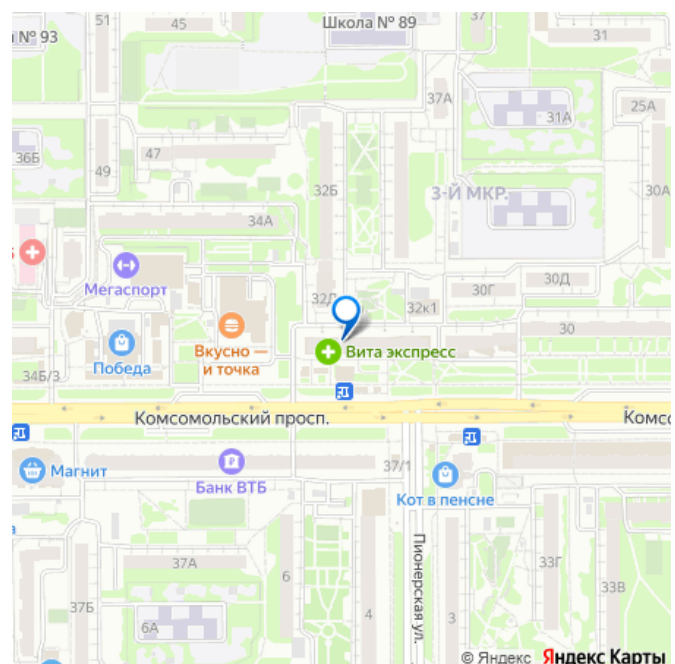 51
45
Школа № 89
37
31
№ 93
37А
31А
25А
36Б
47
49
32Б
3-Й МКР.
30А
34А
Мегаспорт
30Г
30Д
32к1
30
Вкусно —
и точка
Победа
Вита экспресс
34Б/3
Комсомольский просп.
Комсо
Магнит
Банк ВТБ
37/1
Кот в пенсне
Пионерская ул.
37А
33Г
33В
6
37Б
6А
4
3
© Яндекс Яндекс Карты